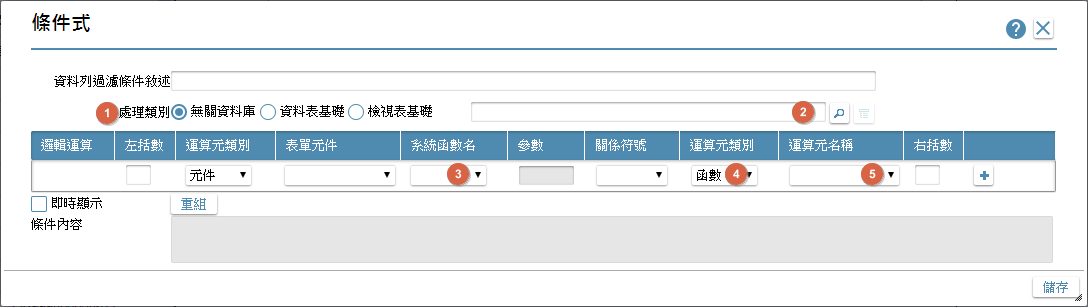 條件式
?
資料列過濾條件敘述
1 處理類別 無關資料庫 資料表基礎 檢視表基礎 2
邏輯運算 左括數 運算元類別 表單元件 系統函數名 參數 關係符號 運算元類別 運算元名稱 右括數
元件 3 函數 4 5
即時顯示 重組
條件內容
儲存